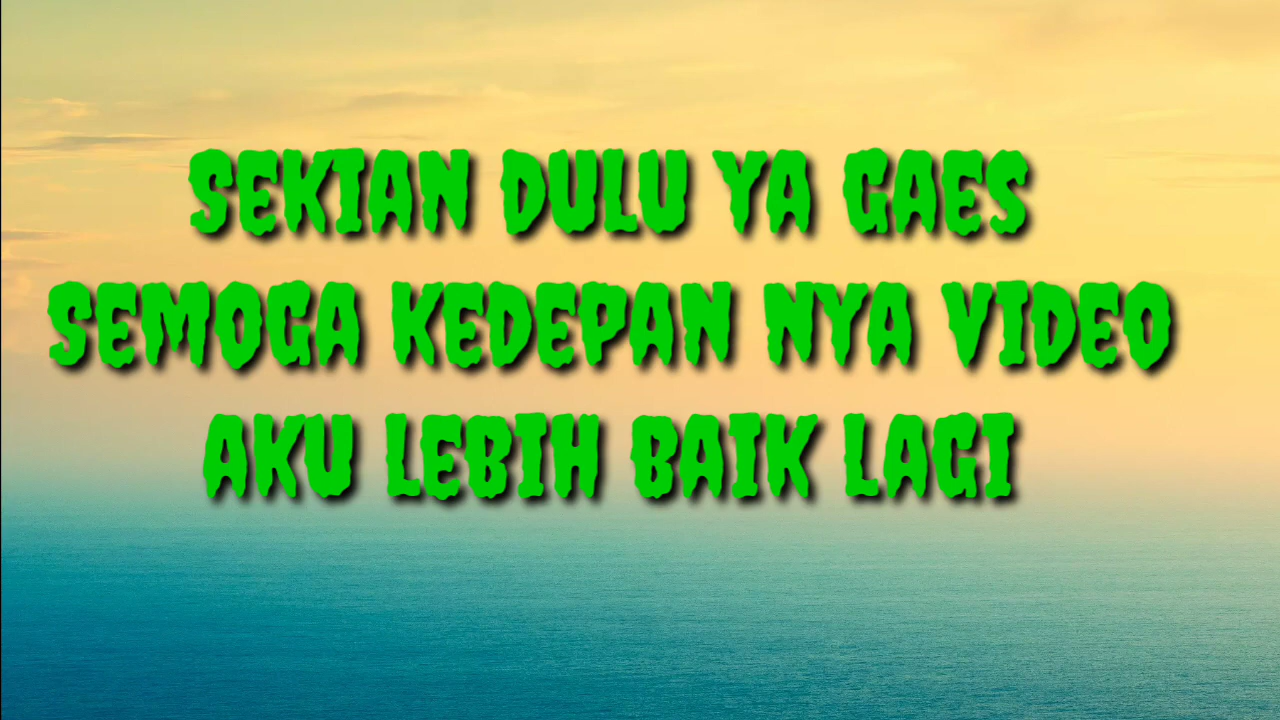 SEKIAN DULU YA GAES
SEMOGA KEDEPAN NYA VIDEO
AKU LEBIH BAIK LAGI